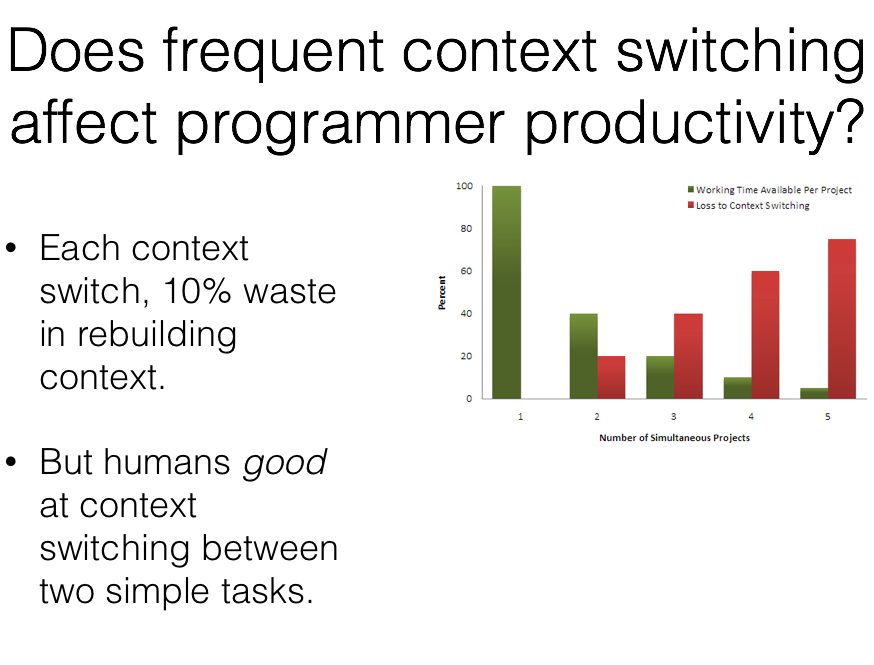 Does frequent context switching
affect programmer productivity?
• Each context
switch, 10% waste
in rebuilding
context.
• But humans good
at context
switching between
two simple tasks.
Working Time Available Per Project
Loss to Context Switching
Percent
100
80
60
40
20
0
1 2 3 4 5
Number of Simultaneous Projects